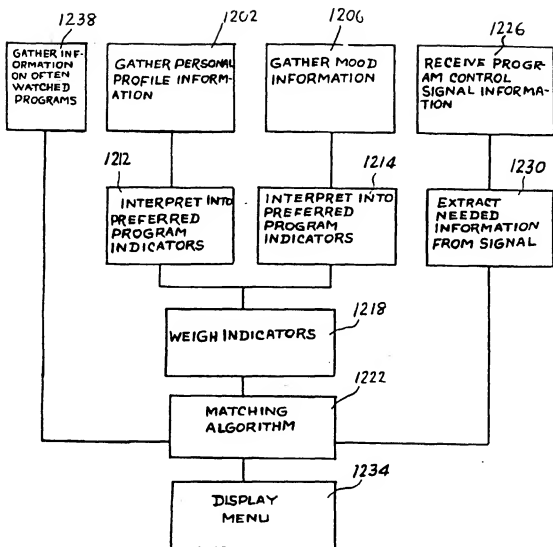 1238
1202
1206
1226
GATHER INFOR-
MATION
ON OFTEN
WATCHED
PROGRAMS
GATHER PERSONAL
PROFILE INFORM-
ATION
GATHER MOOD
INFORMATION
RECEIVE PROGR-
AM CONTROL
SIGNAL INFORMA-
TION
1212
1214
1230
INTERPRET INTO
PREFERRED
PROGRAM
INDICATORS
INTERPRET INTO
PREFERRED
PROGRAM
INDICATORS
EXTRACT
NEEDED
INFORMATION
FROM SIGNAL
1218
WEIGH INDICATORS
1222
MATCHING
ALGORITHM
1234
DISPLAY
MENU